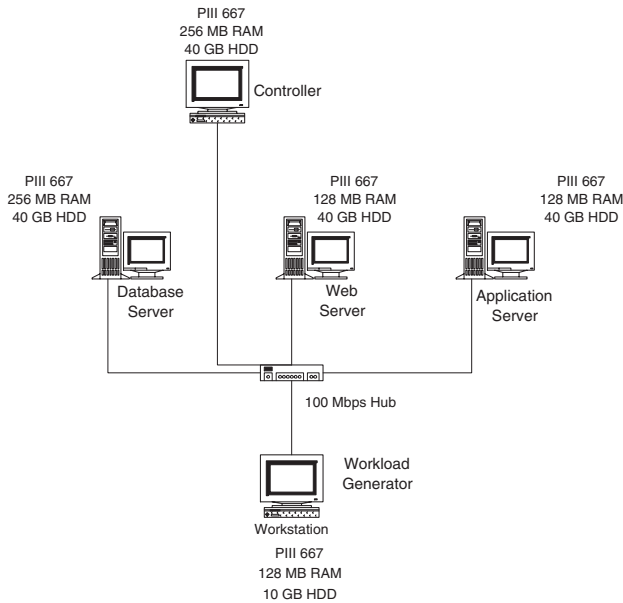 PIII 667
256 MB RAM
40 GB HDD
Controller
PIII 667
256 MB RAM
40 GB HDD
Database
Server
PIII 667
128 MB RAM
40 GB HDD
Web
Server
PIII 667
128 MB RAM
40 GB HDD
Application
Server
100 Mbps Hub
Workload
Generator
Workstation
PIII 667
128 MB RAM
10 GB HDD